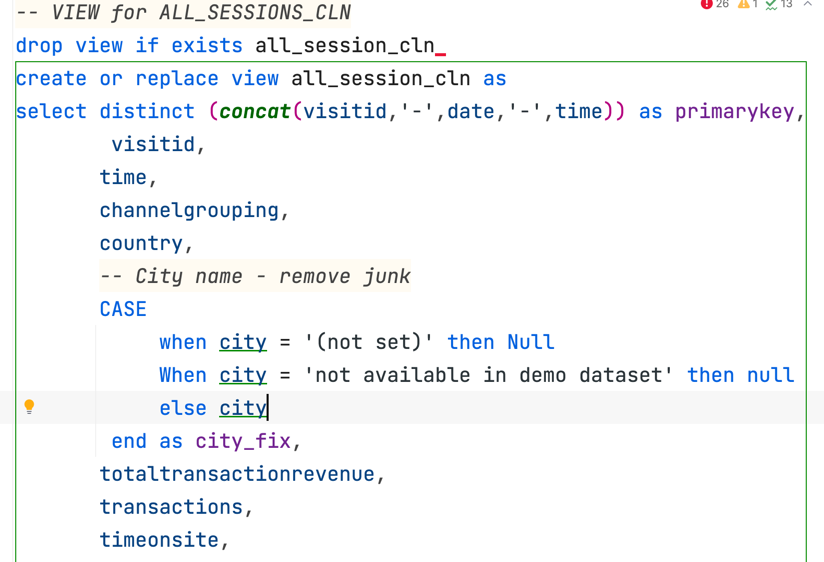 -- VIEW for ALL_SESSIONS_CLN
26 1 13
drop view if exists all_session_cln
create or replace view all_session_cln as
select distinct (concat(visitid,'-',date,'-',time)) as primarykey,
visitid,
time,
channelgrouping,
country,
-- City name - remove junk
CASE
when city = '(not set)' then Null
When city = 'not available in demo dataset' then null
else city
end as city_fix,
totaltransactionrevenue,
transactions,
timeonsite,